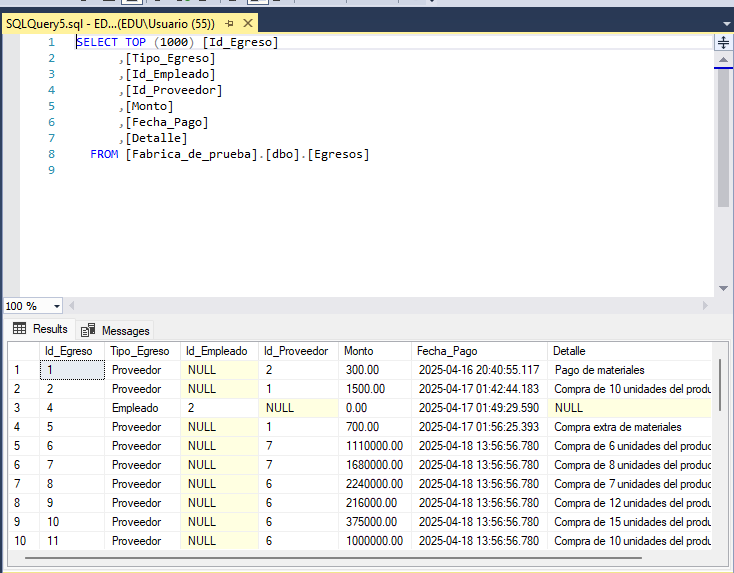 SQLQuery5.sql - ED...(EDU\Usuario (55))
1 SELECT TOP (1000) [Id_Egreso]
2 ,[Tipo_Egreso]
3 ,[Id_Empleado]
4 ,[Id_Proveedor]
5 ,[Monto]
6 ,[Fecha_Pago]
7 ,[Detalle]
8 FROM [Fabrica_de_prueba].[dbo].[Egresos]
9
100 %
Results Messages
Id_Egreso Tipo_Egreso Id_Empleado Id_Proveedor Monto Fecha_Pago Detalle
1 1 Proveedor NULL 2 300.00 2025-04-16 20:40:55.117 Pago de materiales
2 2 Proveedor NULL 1 1500.00 2025-04-17 01:42:44.183 Compra de 10 unidades del produ
3 4 Empleado 2 NULL 0.00 2025-04-17 01:49:29.590 NULL
4 5 Proveedor NULL 1 700.00 2025-04-17 01:56:25.393 Compra extra de materiales
5 6 Proveedor NULL 7 1110000.00 2025-04-18 13:56:56.780 Compra de 6 unidades del produc
6 7 Proveedor NULL 7 1680000.00 2025-04-18 13:56:56.780 Compra de 8 unidades del produc
7 8 Proveedor NULL 6 2240000.00 2025-04-18 13:56:56.780 Compra de 7 unidades del produc
8 9 Proveedor NULL 6 216000.00 2025-04-18 13:56:56.780 Compra de 12 unidades del produ
9 10 Proveedor NULL 6 375000.00 2025-04-18 13:56:56.780 Compra de 15 unidades del produ
10 11 Proveedor NULL 6 1000000.00 2025-04-18 13:56:56.780 Compra de 10 unidades del produ